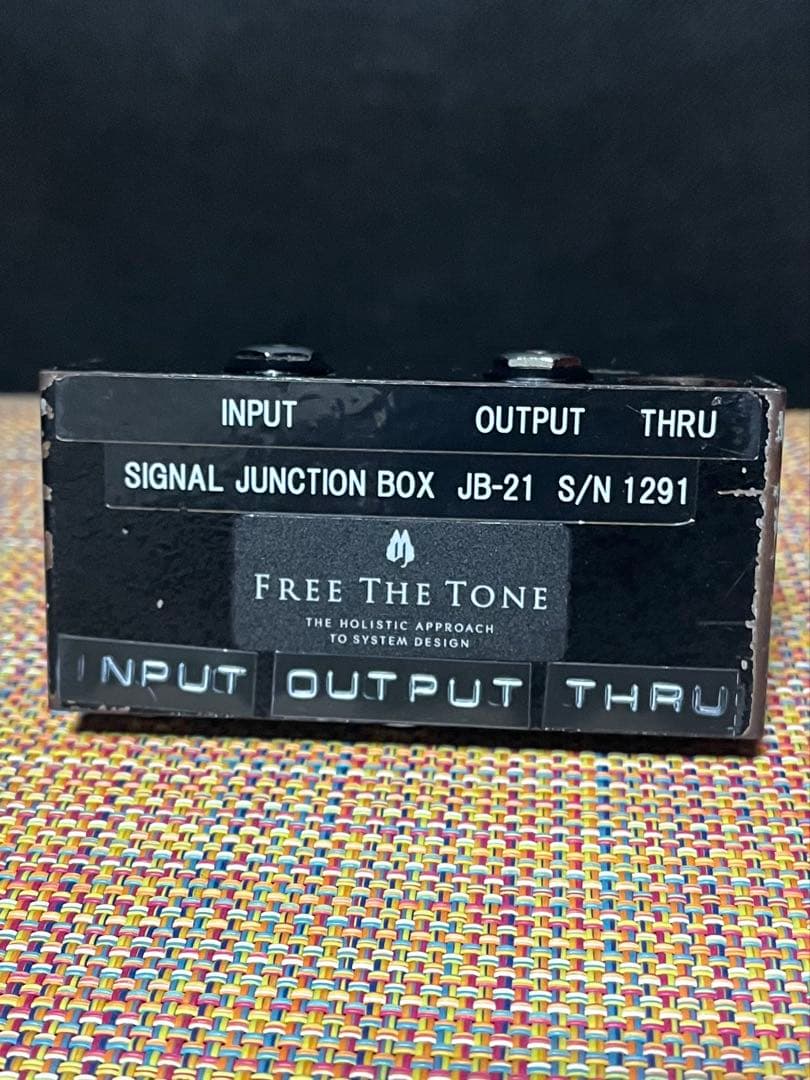 INPUT OUTPUT THRU
SIGNAL JUNCTION BOX JB-21 S/N 1291
FREE THE TONE
THE HOLISTIC APPROACH
TO SYSTEM DESIGN
INPUT OUTPUT THRU